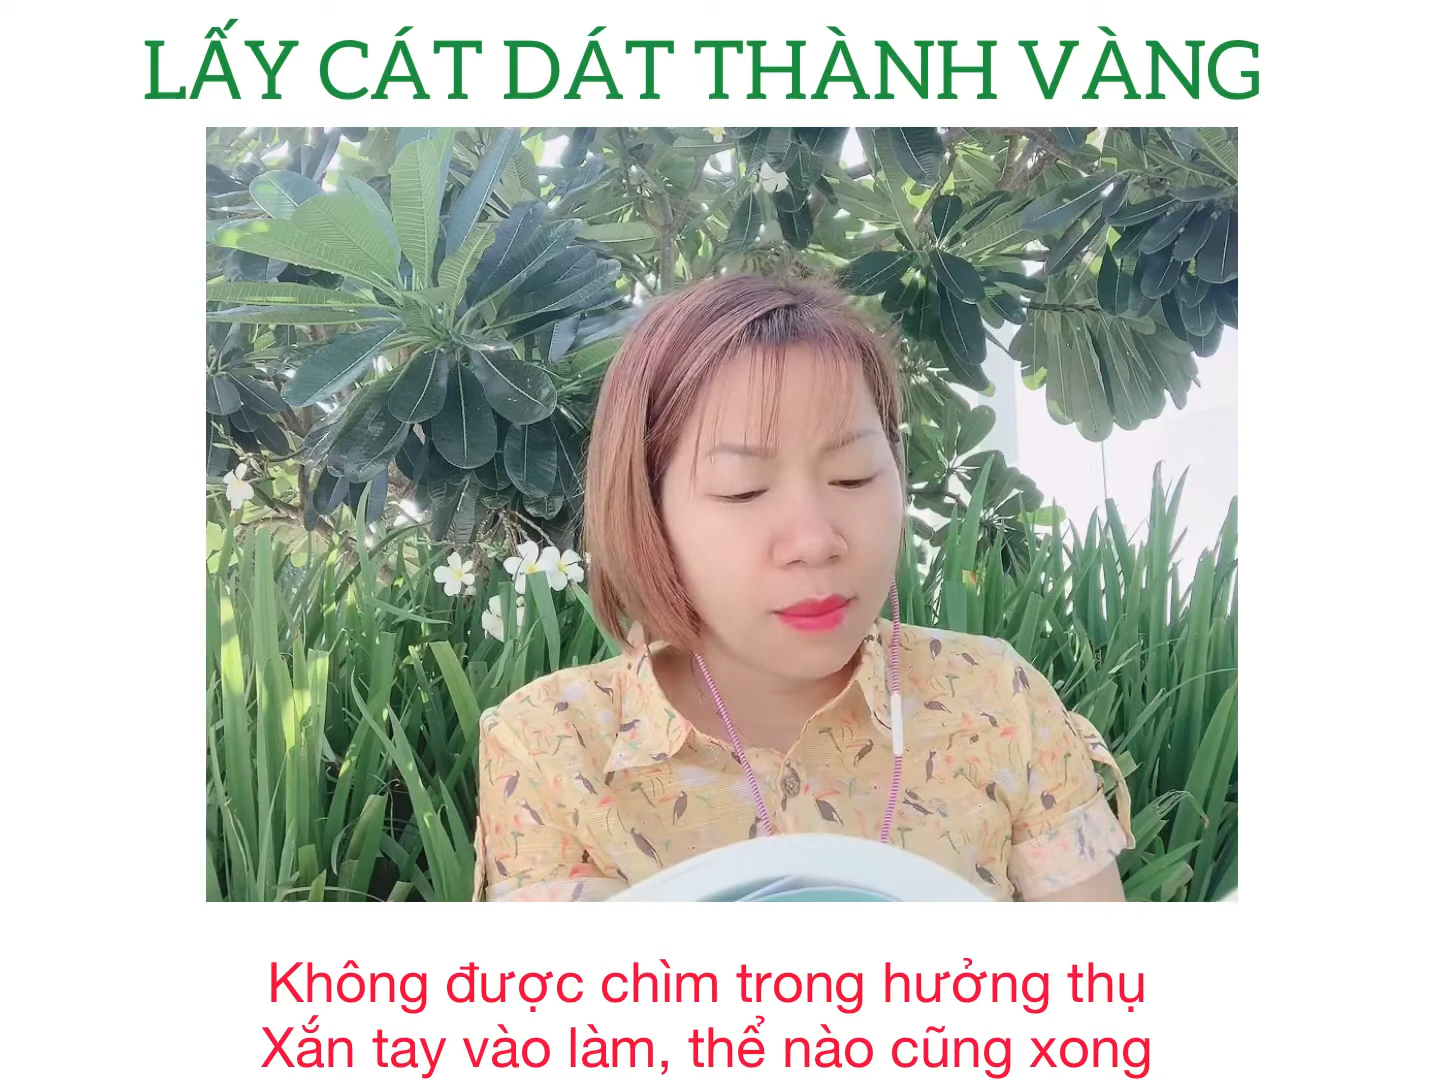 LẤY CÁT DÁT THÀNH VÀNG
Không được chìm trong hưởng thụ
Xắn tay vào làm, thể nào cũng xong